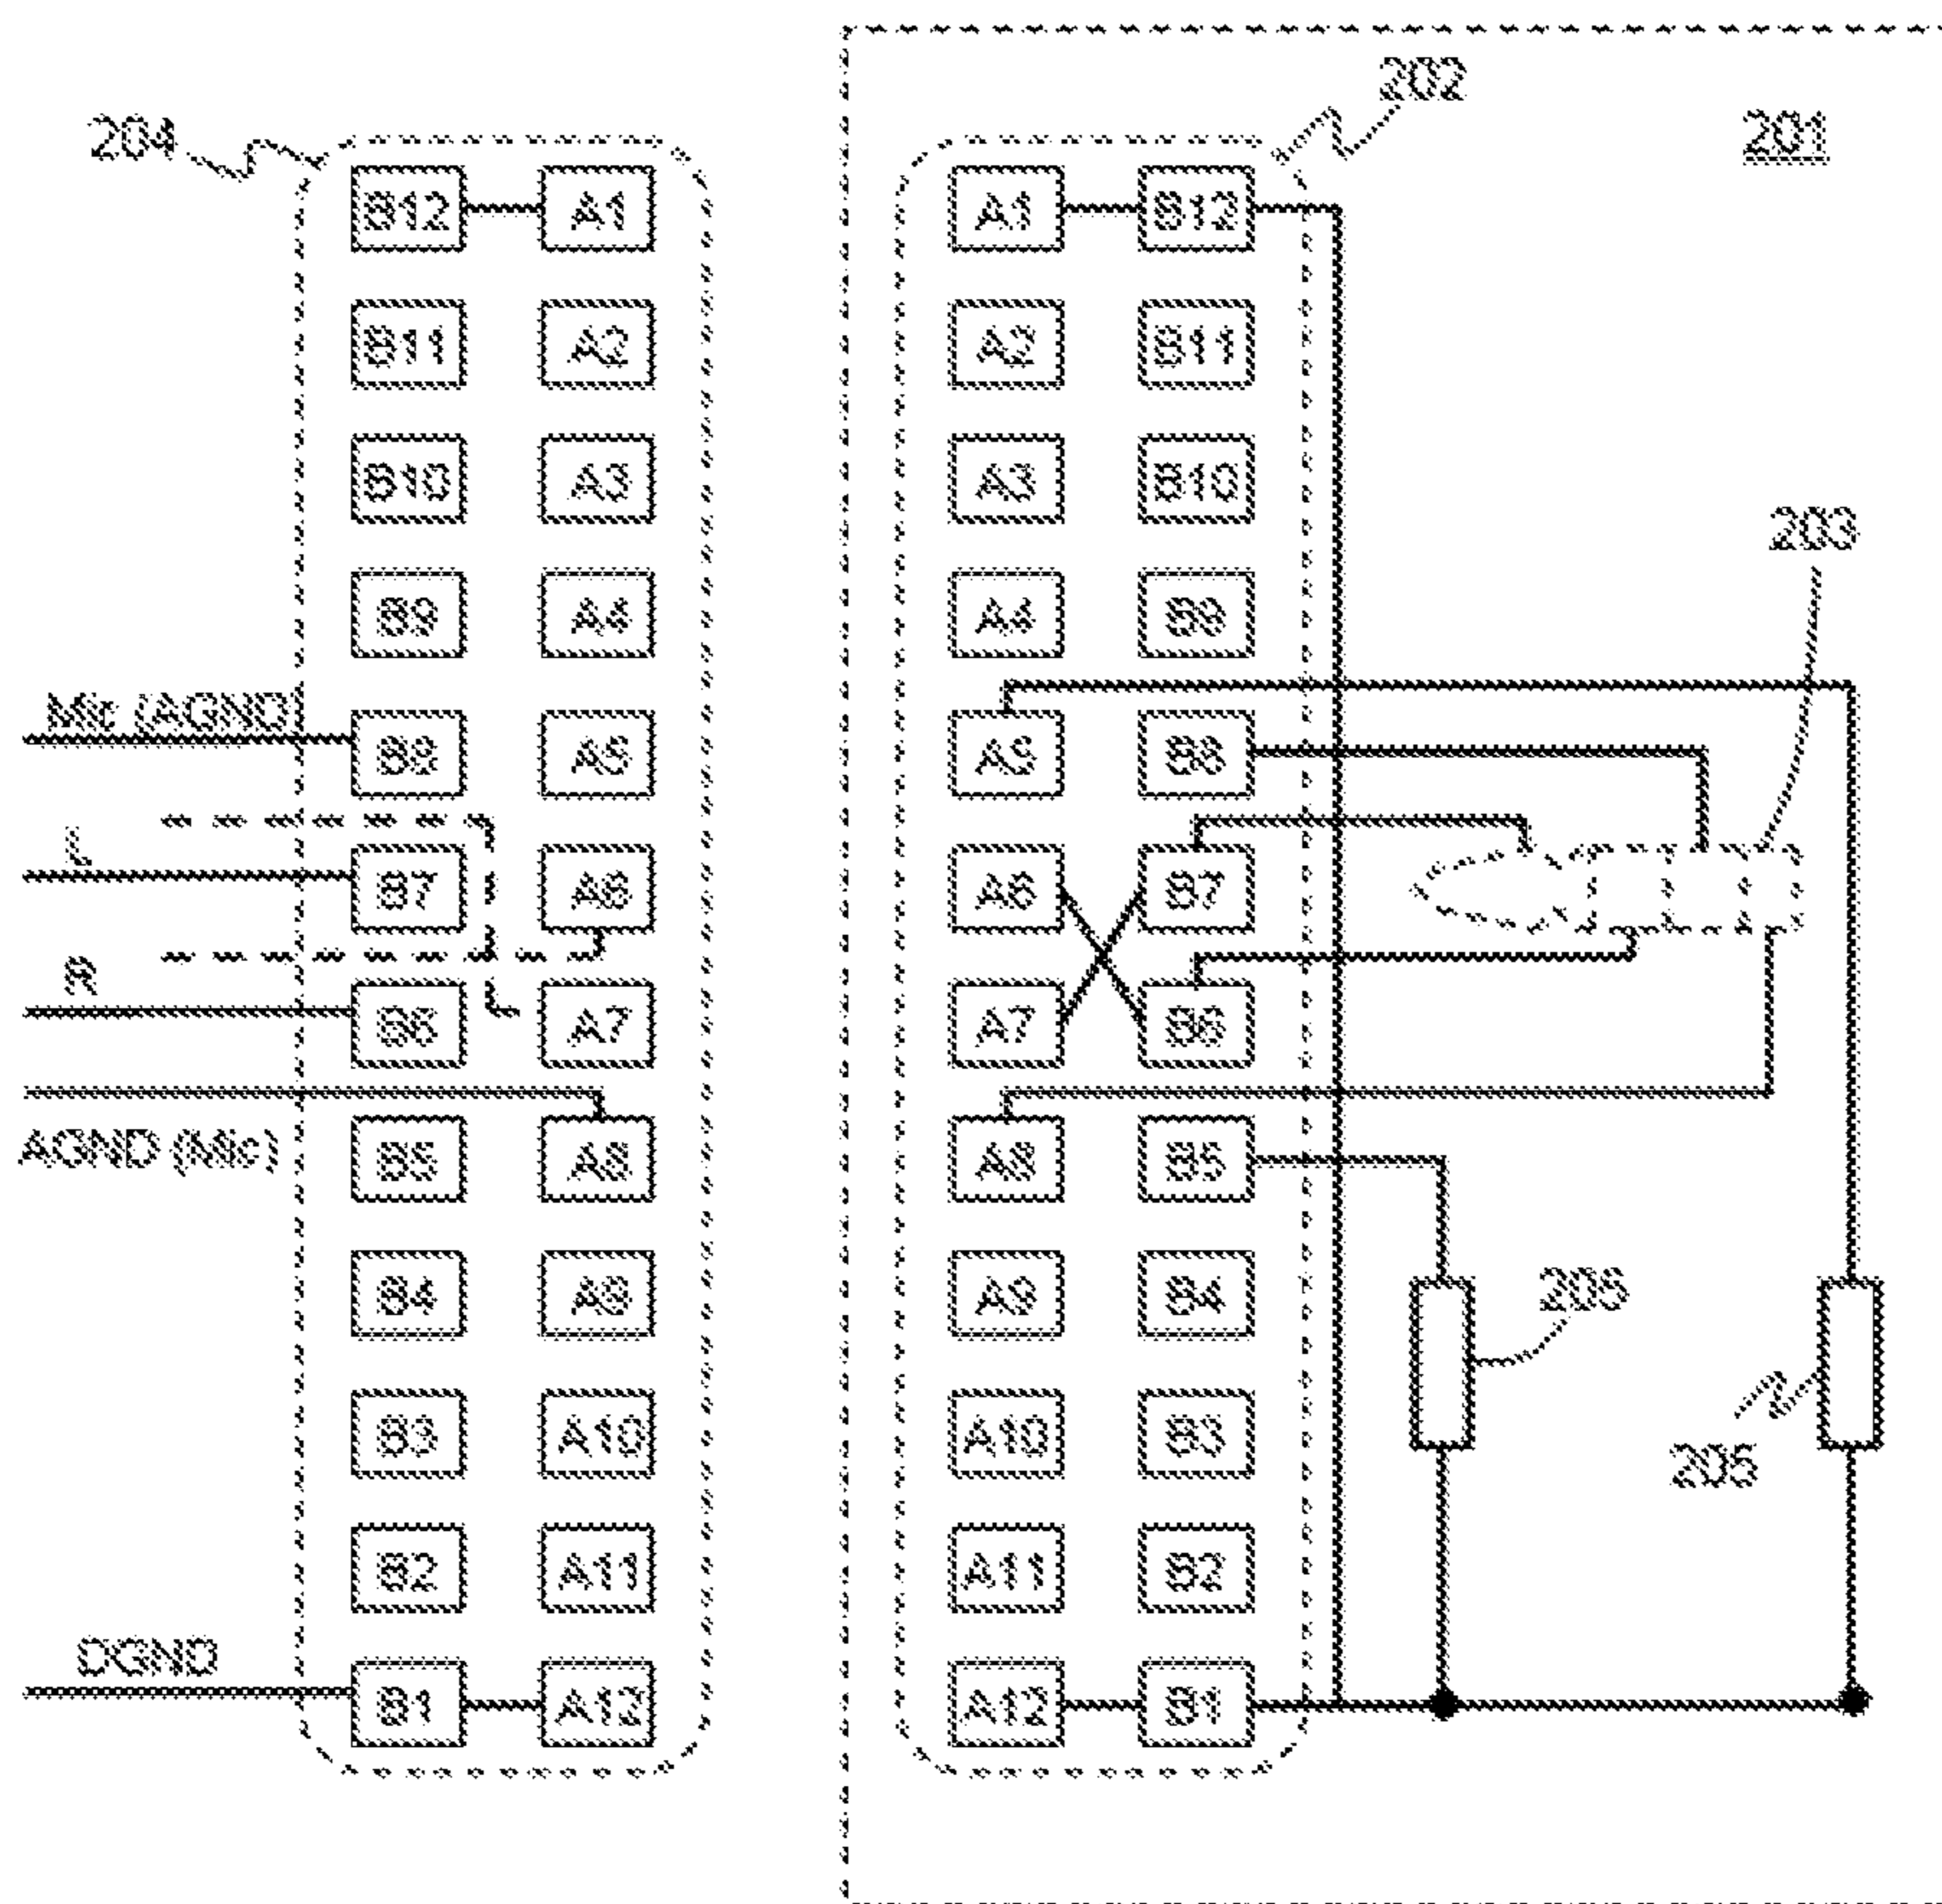 202
204
201
B12 A1 A1 B12
B11 A2 A2 B11
B10 A3 A3 B10
203
B9 A4 A4 B9
Mic (AGND)
B8 A5 A5 B8
L
B7 A6 A6 B7
R
B6 A7 A7 B6
AGND (Mic)
B5 A8 A8 B5
B4 A9 A9 B4
206
B3 A10 A10 B3
205
B2 A11 A11 B2
DGND
B1 A12 A12 B1